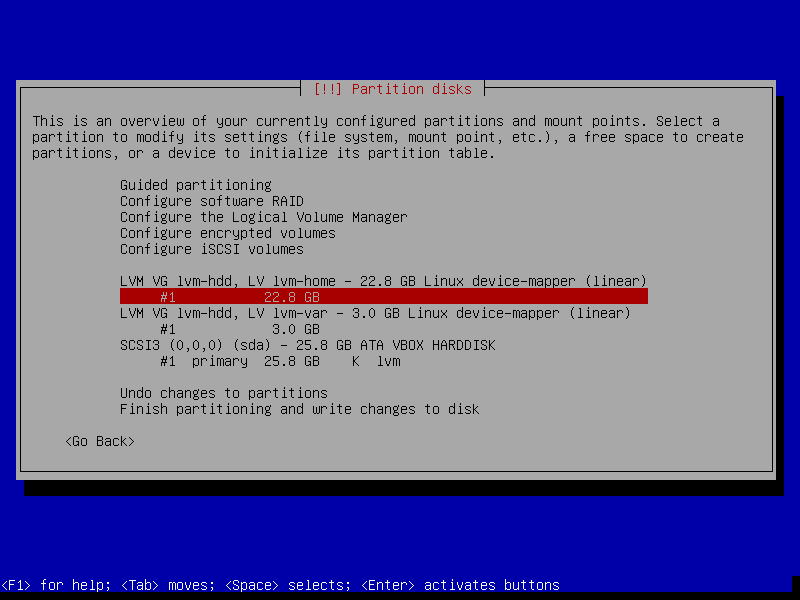 [!!] Partition disks
This is an overview of your currently configured partitions and mount points. Select a
partition to modify its settings (file system, mount point, etc.), a free space to create
partitions, or a device to initialize its partition table.
Guided partitioning
Configure software RAID
Configure the Logical Volume Manager
Configure encrypted volumes
Configure iSCSI volumes
LVM VG lvm-hdd, LV lvm-home - 22.8 GB Linux device-mapper (linear)
#1 22.8 GB
LVM VG lvm-hdd, LV lvm-var - 3.0 GB Linux device-mapper (linear)
#1 3.0 GB
SCSI3 (0,0,0) (sda) - 25.8 GB ATA VBOX HARDDISK
#1 primary 25.8 GB K lvm
Undo changes to partitions
Finish partitioning and write changes to disk
<Go Back>
<F1> for help; <Tab> moves; <Space> selects; <Enter> activates buttons